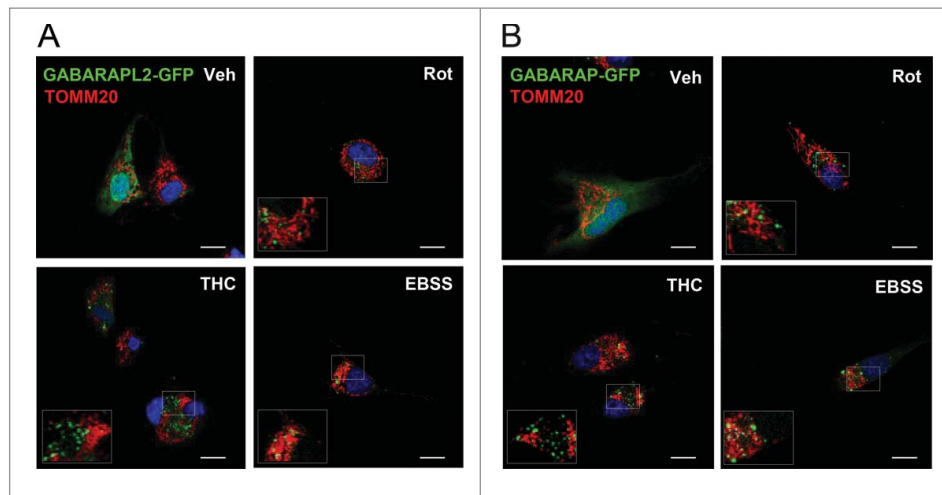 A
GABARAPL2-GFP Veh
TOMM20
Rot
THC
EBSS
B
GABARAP-GFP Veh
TOMM20
Rot
THC
EBSS